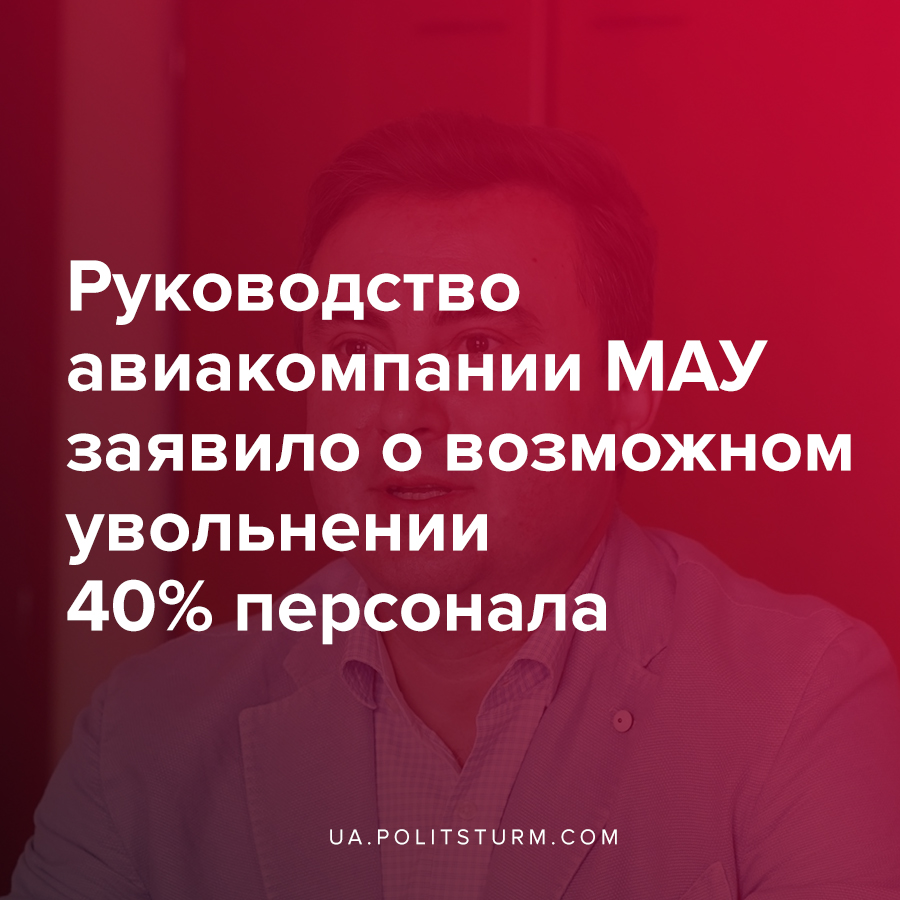 Руководство
авиакомпании МАУ
заявило о возможном
увольнении
40% персонала
UA.POLITSTURM.COM